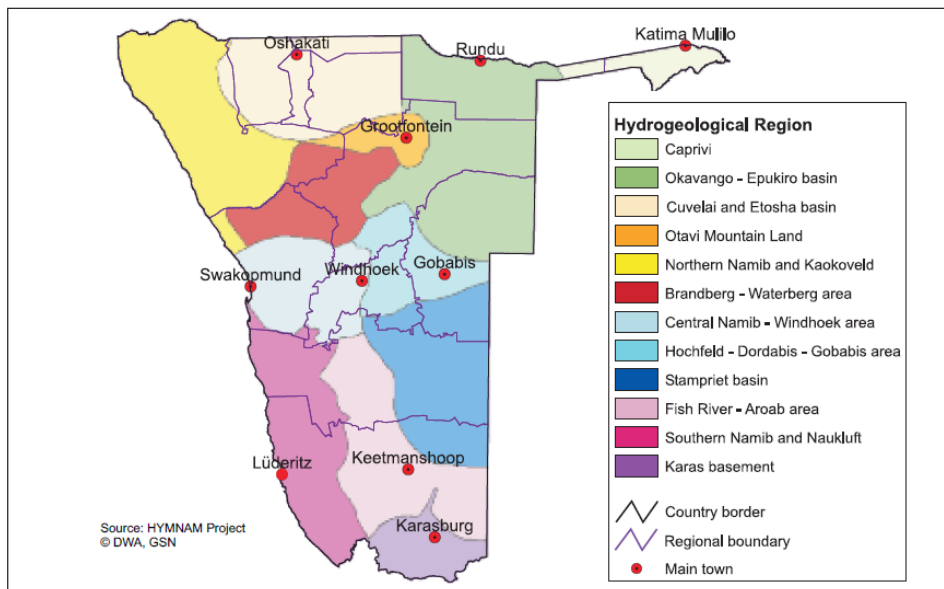 Oshakati
Rundu
Katima Mulilo
Grootfontein
Swakopmund
Windhoek
Gobabis
Lüderitz
Keetmanshoop
Karasburg
Source: HYMNAM Project
© DWA, GSN
Hydrogeological Region
Caprivi
Okavango - Epukiro basin
Cuvelai and Etosha basin
Otavi Mountain Land
Northern Namib and Kaokoveld
Brandberg - Waterberg area
Central Namib - Windhoek area
Hochfeld - Dordabis - Gobabis area
Stampriet basin
Fish River - Aroab area
Southern Namib and Naukluft
Karas basement
Country border
Regional boundary
Main town